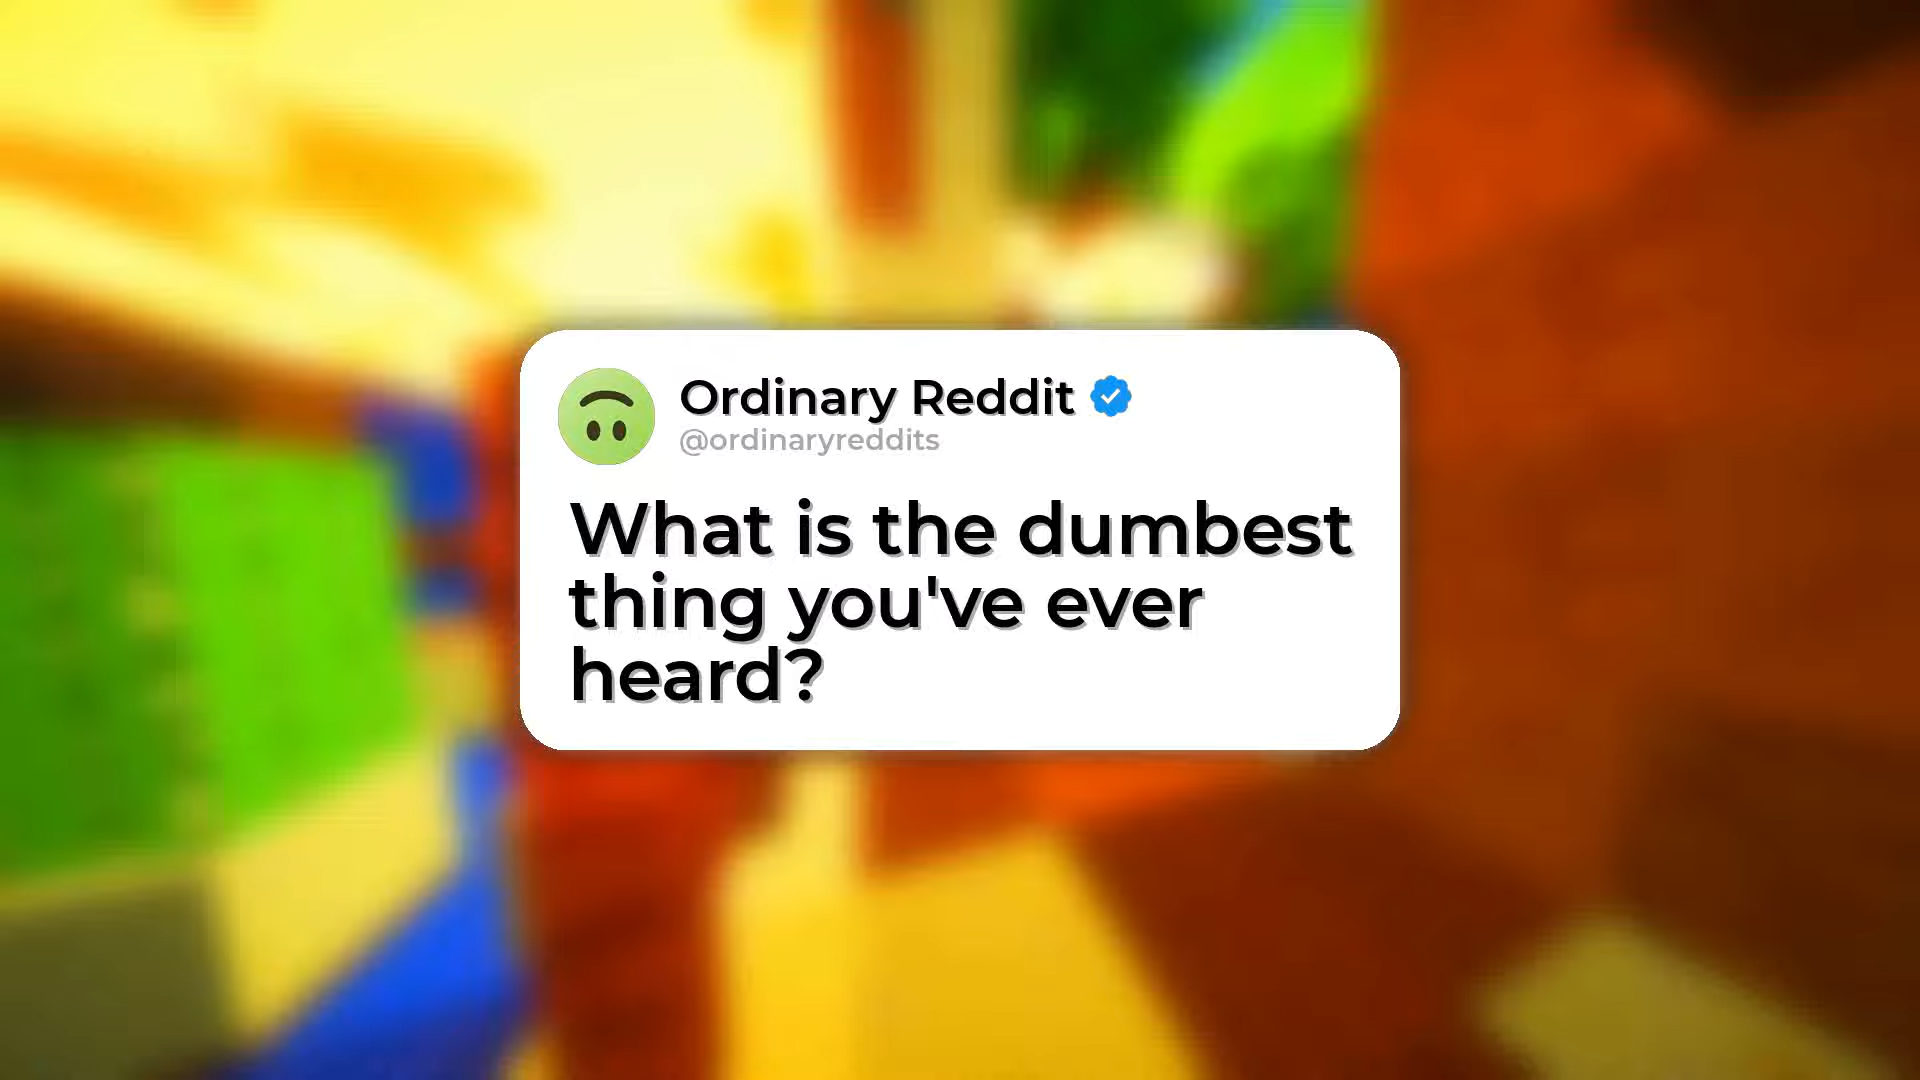 Ordinary Reddit
@ordinaryreddits
What is the dumbest
thing you've ever
heard?